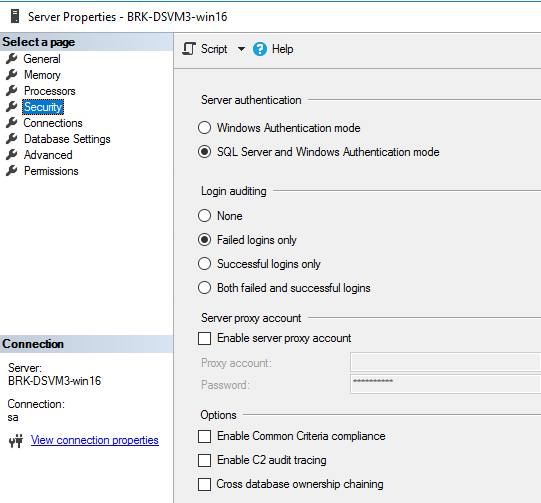 Server Properties - BRK-DSVM3-win16
Select a page
General
Memory
Processors
Security
Connections
Database Settings
Advanced
Permissions
Connection
Server:
BRK-DSVM3-win16
Connection:
sa
View connection properties
Script
Help
Server authentication
Windows Authentication mode
SQL Server and Windows Authentication mode
Login auditing
None
Failed logins only
Successful logins only
Both failed and successful logins
Server proxy account
Enable server proxy account
Proxy account:
Password: **********
Options
Enable Common Criteria compliance
Enable C2 audit tracing
Cross database ownership chaining